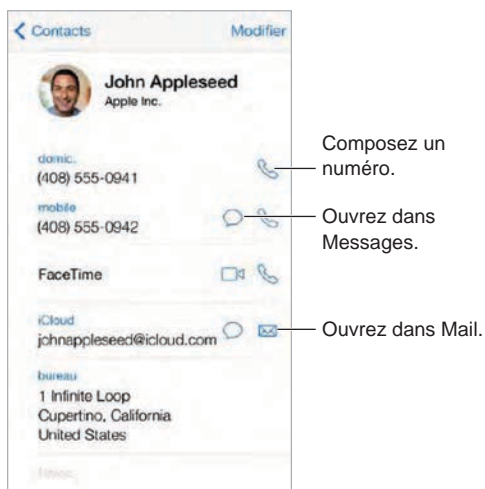 Contacts Modifier
John Appleseed
Apple Inc.
domic.
(408) 555-0941
Composez un
numéro.
mobile
(408) 555-0942
Ouvrez dans
Messages.
FaceTime
iCloud
johnappleseed@icloud.com
Ouvrez dans Mail.
bureau
1 Infinite Loop
Cupertino, California
United States